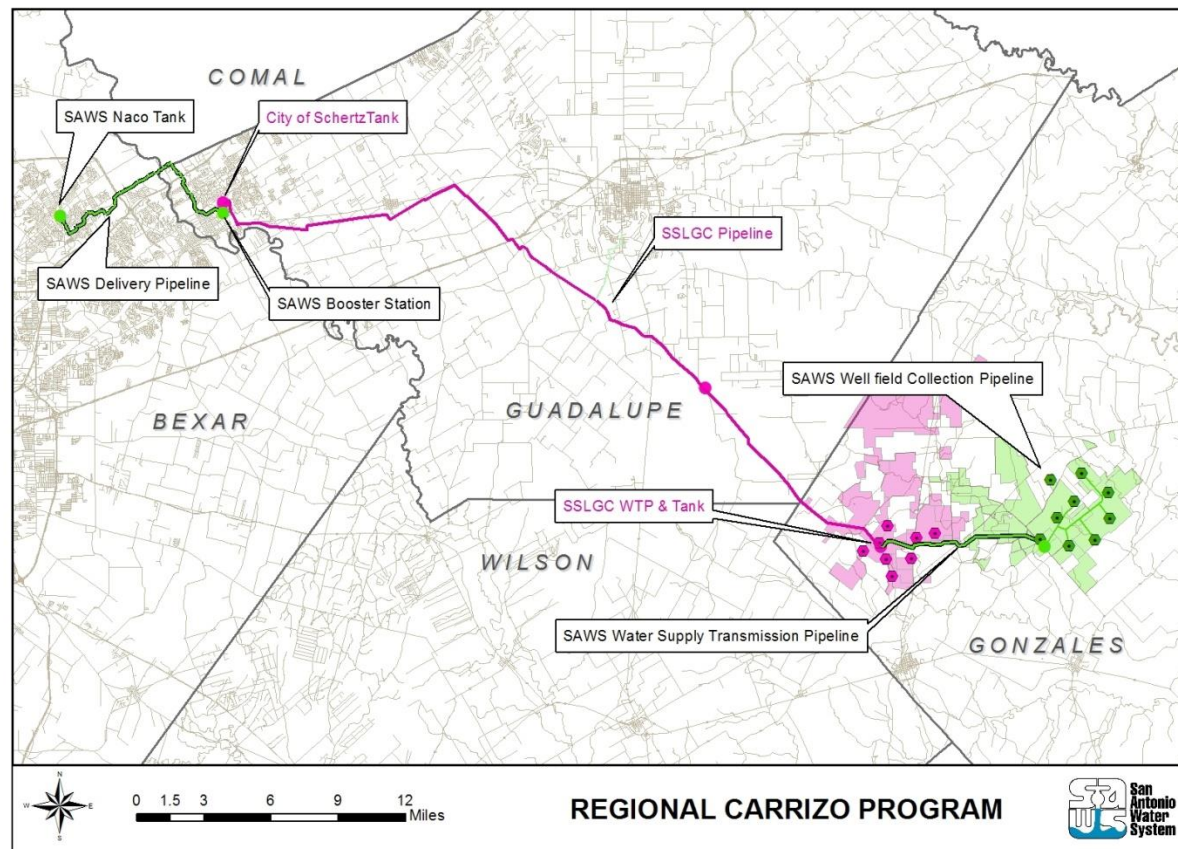 COMAL
SAWS Naco Tank
City of SchertzTank
SSLGC Pipeline
SAWS Delivery Pipeline
SAWS Booster Station
SAWS Well field Collection Pipeline
GUADALUPE
BEXAR
SSLGC WTP & Tank
WILSON
SAWS Water Supply Transmission Pipeline
GONZALES
N
W E
S
0 1.5 3 6 9 12
Miles
REGIONAL CARRIZO PROGRAM
SAWS
San
Antonio
Water
System